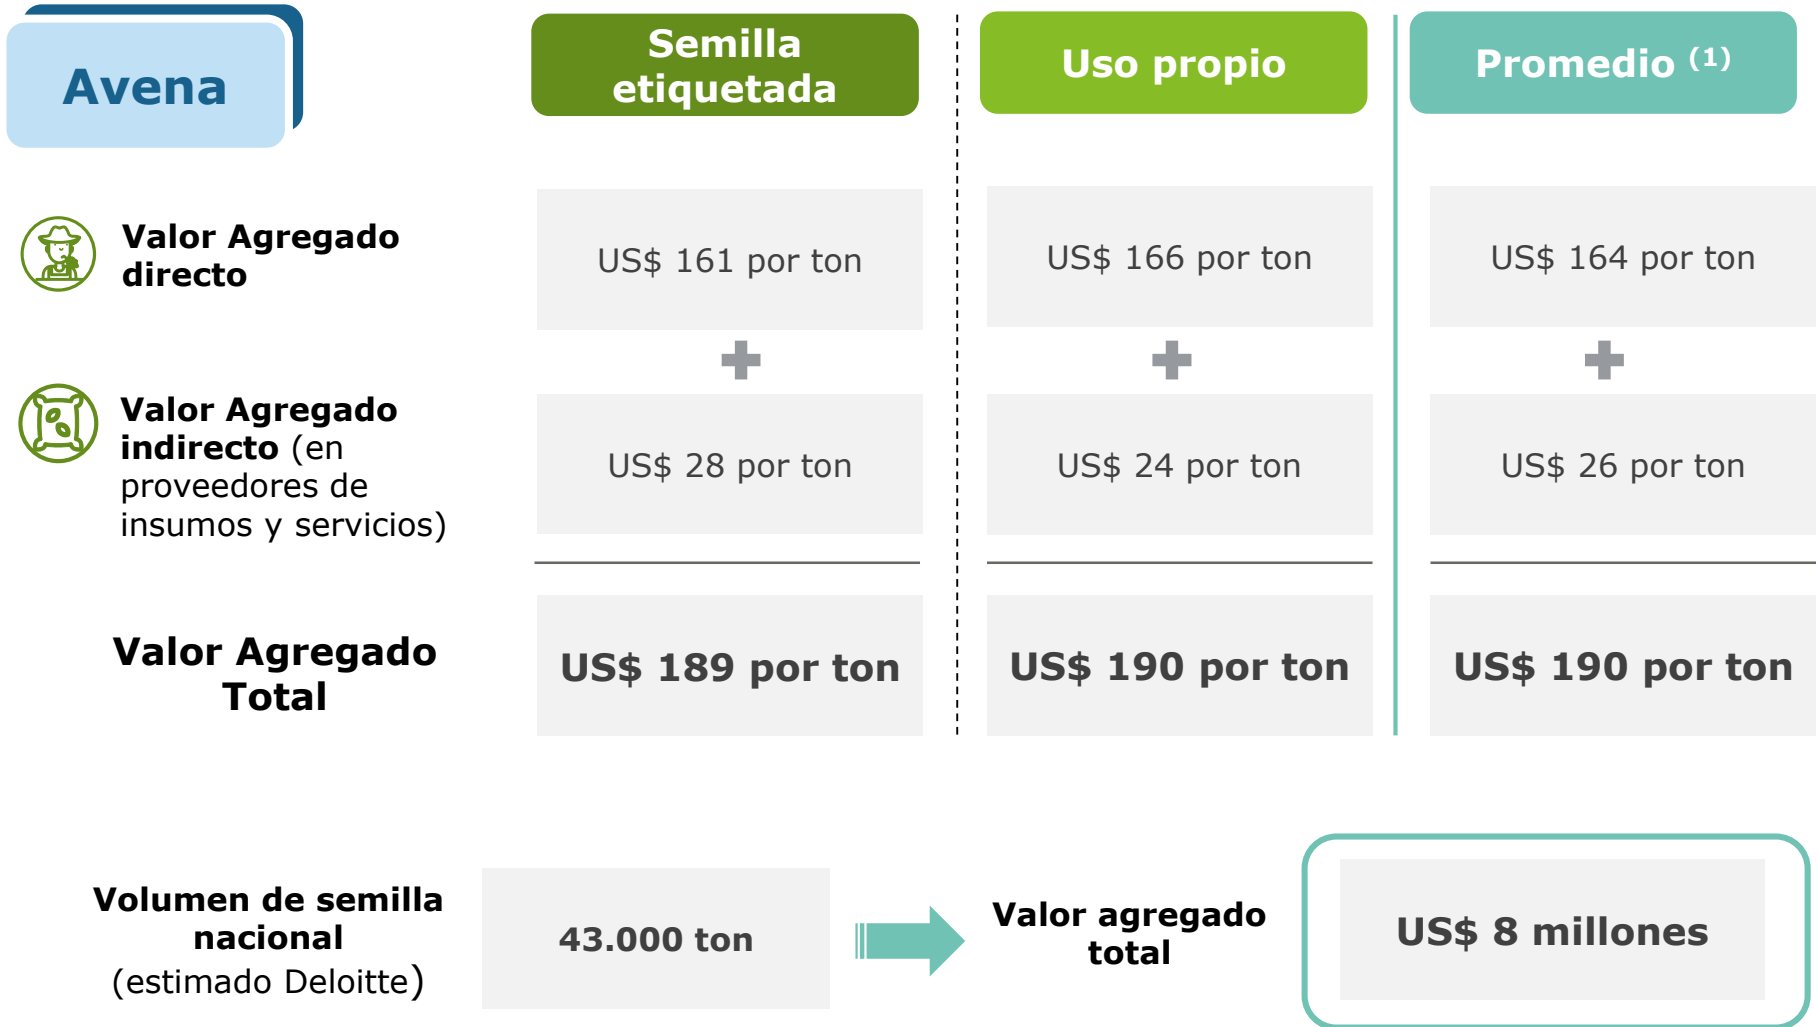 Avena
Semilla
etiquetada
Uso propio
Promedio (1)
Valor Agregado
directo
US$ 161 por ton
US$ 166 por ton
US$ 164 por ton
Valor Agregado
indirecto (en
proveedores de
insumos y servicios)
US$ 28 por ton
US$ 24 por ton
US$ 26 por ton
Valor Agregado
Total
US$ 189 por ton
US$ 190 por ton
US$ 190 por ton
Volumen de semilla
nacional
(estimado Deloitte)
43.000 ton
Valor agregado
total
US$ 8 millones